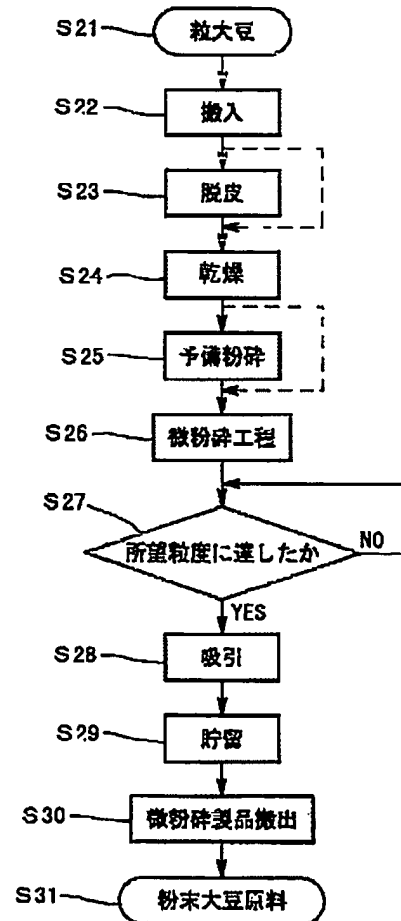 S21 粒大豆
S22 搬入
S23 脱皮
S24 乾燥
S25 予備粉砕
S26 微粉砕工程
S27 所望粒度に達したか NO
YES
S28 吸引
S29 貯留
S30 微粉砕製品搬出
S31 粉末大豆原料